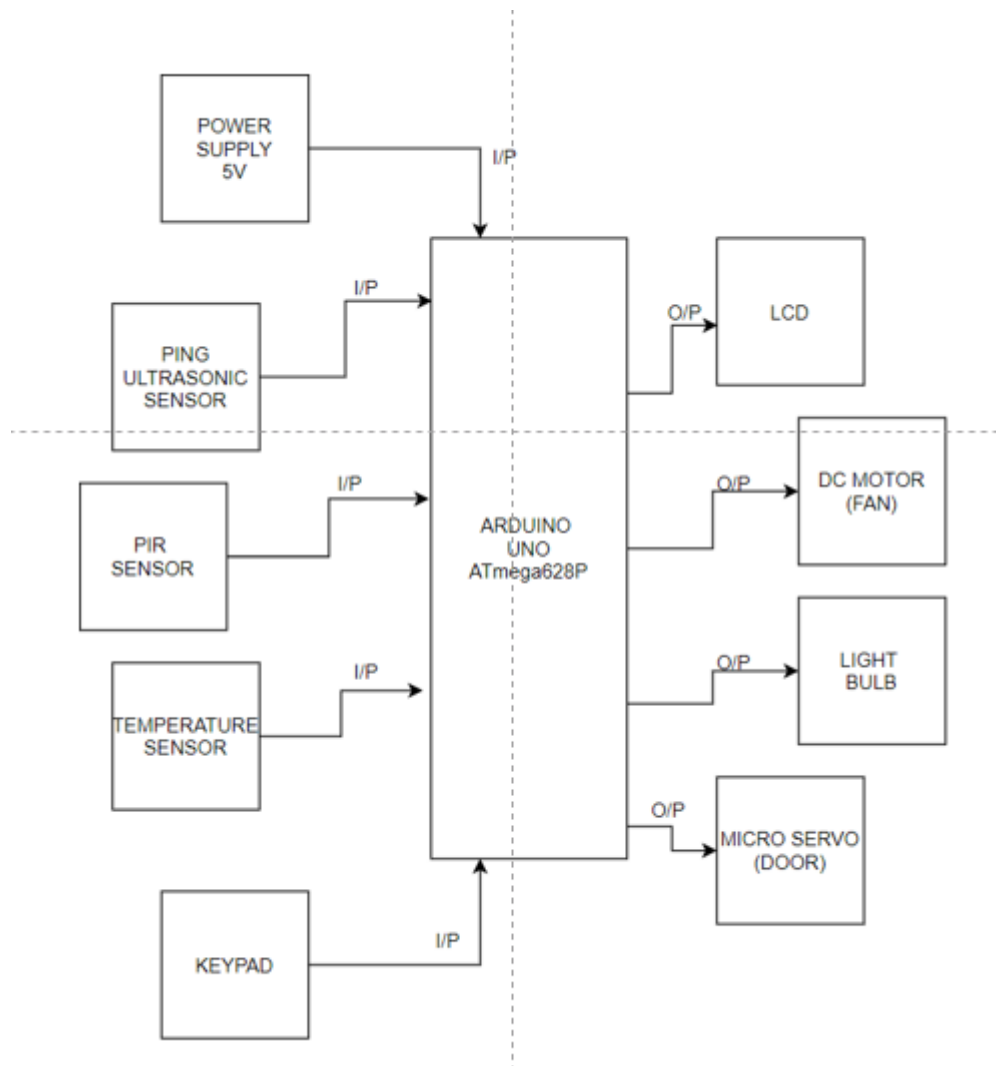 POWER
SUPPLY
5V
I/P
I/P
PING
ULTRASONIC
SENSOR
I/P
PIR
SENSOR
I/P
TEMPERATURE
SENSOR
KEYPAD
I/P
ARDUINO
UNO
ATmega628P
O/P
LCD
O/P
DC MOTOR
(FAN)
O/P
LIGHT
BULB
O/P
MICRO SERVO
(DOOR)